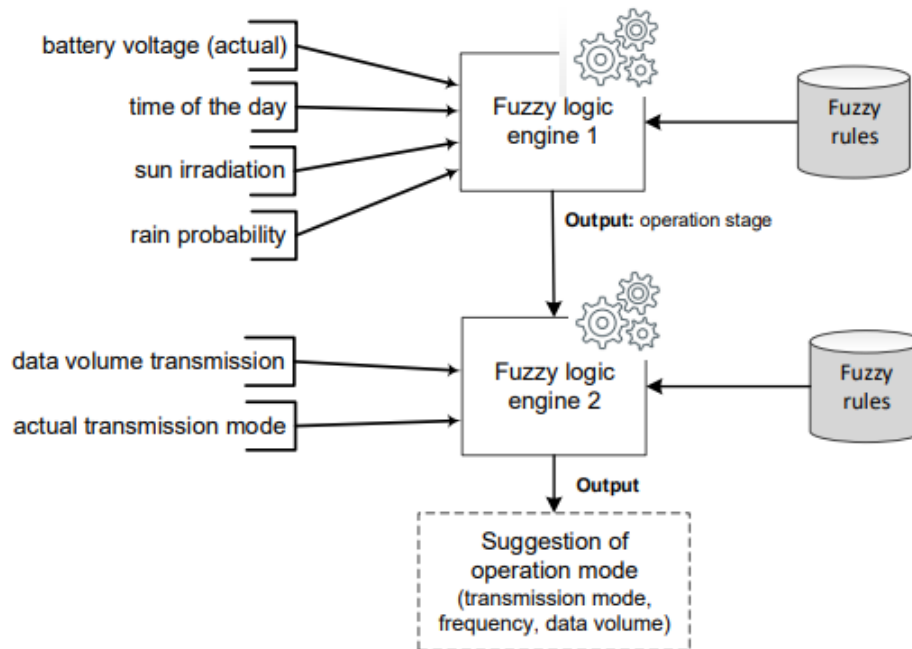 battery voltage (actual)
time of the day
sun irradiation
rain probability
Fuzzy logic
engine 1
Fuzzy
rules
Output: operation stage
data volume transmission
actual transmission mode
Fuzzy logic
engine 2
Fuzzy
rules
Output
Suggestion of
operation mode
(transmission mode,
frequency, data volume)